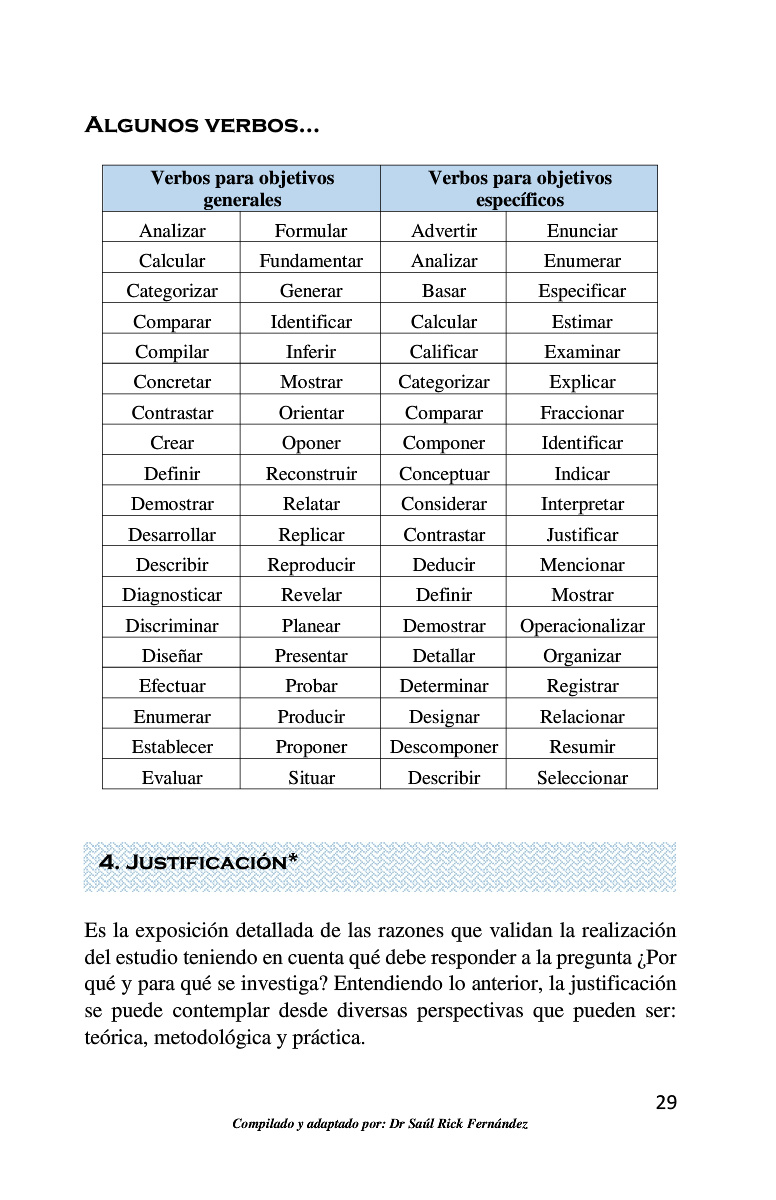 ALGUNOS VERBOS...
Verbos para objetivos generales Verbos para objetivos específicos
Analizar Formular Advertir Enunciar
Calcular Fundamentar Analizar Enumerar
Categorizar Generar Basar Especificar
Comparar Identificar Calcular Estimar
Compilar Inferir Calificar Examinar
Concretar Mostrar Categorizar Explicar
Contrastar Orientar Comparar Fraccionar
Crear Oponer Componer Identificar
Definir Reconstruir Conceptuar Indicar
Demostrar Relatar Considerar Interpretar
Desarrollar Replicar Contrastar Justificar
Describir Reproducir Deducir Mencionar
Diagnosticar Revelar Definir Mostrar
Discriminar Planear Demostrar Operacionalizar
Diseñar Presentar Detallar Organizar
Efectuar Probar Determinar Registrar
Enumerar Producir Designar Relacionar
Establecer Proponer Descomponer Resumir
Evaluar Situar Describir Seleccionar
4. JUSTIFICACIÓN*
Es la exposición detallada de las razones que validan la realización
del estudio teniendo en cuenta qué debe responder a la pregunta ¿Por
qué y para qué se investiga? Entendiendo lo anterior, la justificación
se puede contemplar desde diversas perspectivas que pueden ser:
teórica, metodológica y práctica.
29
Compilado y adaptado por: Dr Saúl Rick Fernández